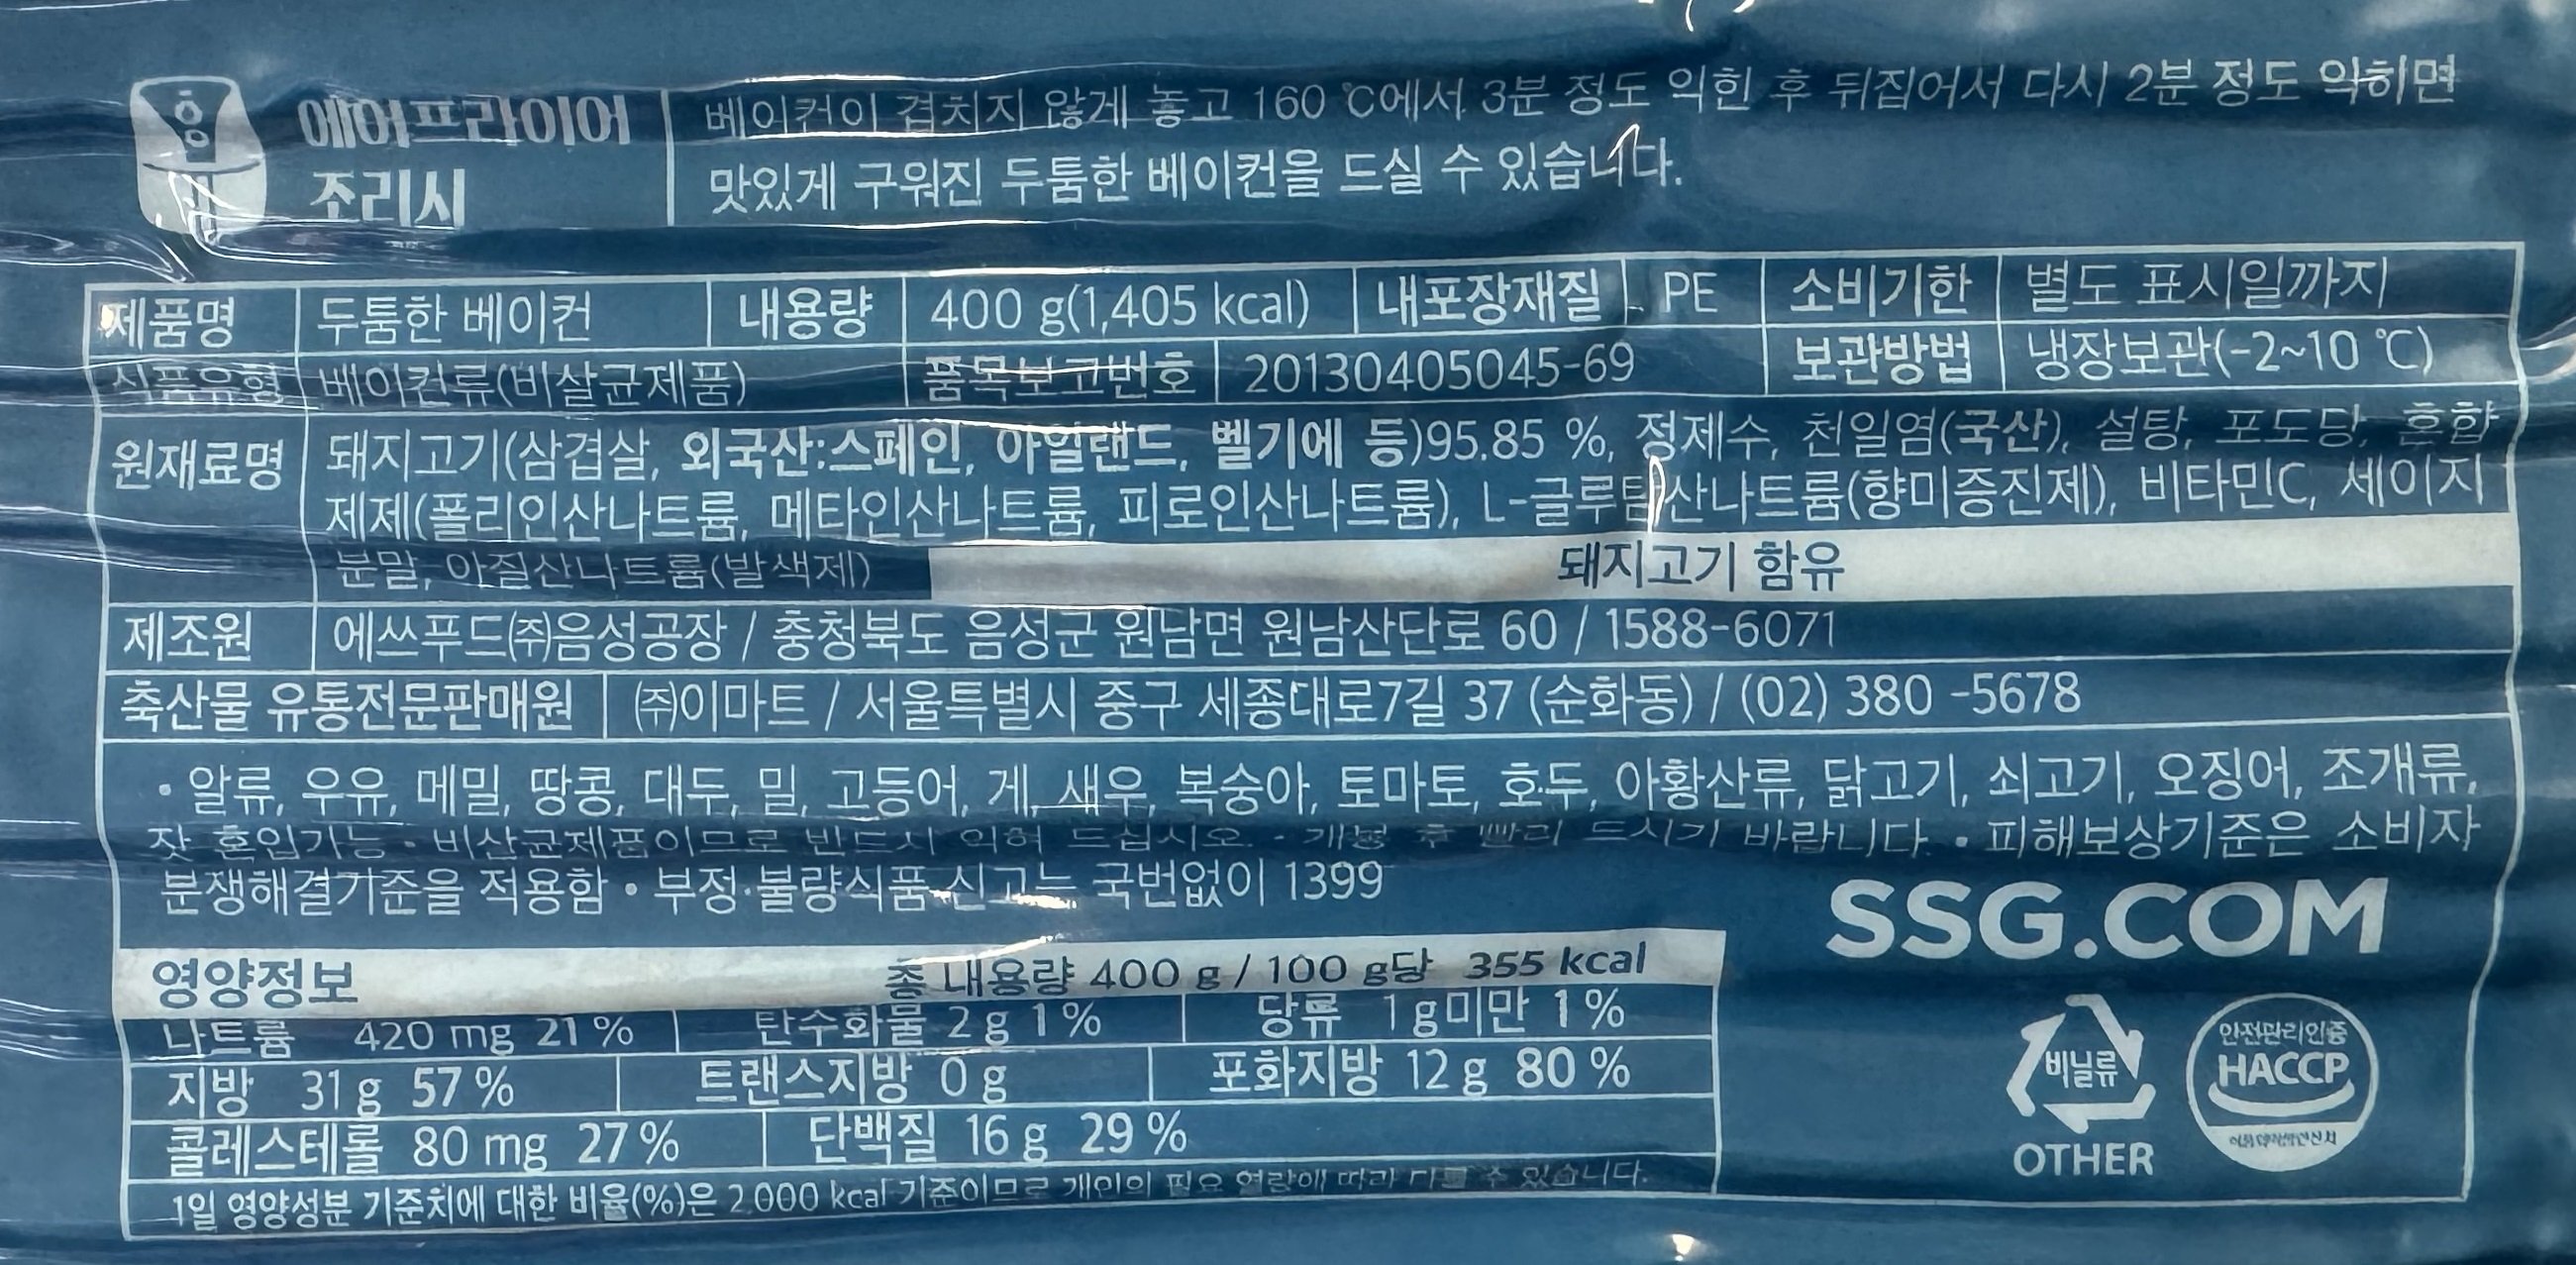 에어프라이어
조리시
베이컨이 겹치지 않게 놓고 160 ℃에서 3분 정도 익힌 후 뒤집어서 다시 2분 정도 익히면
맛있게 구워진 두툼한 베이컨을 드실 수 있습니다.
제품명 두툼한 베이컨 내용량 400 g(1,405 kcal) 내포장재질 PE 소비기한 별도 표시일까지
식품유형 베이컨류(비살균제품) 품목보고번호 20130405045-69 보관방법 냉장보관(-2~10 ℃)
원재료명 돼지고기(삼겹살, 외국산:스페인, 아일랜드, 벨기에 등)95.85 %, 정제수, 천일염(국산), 설탕, 포도당, 혼합
제제(폴리인산나트륨, 메타인산나트륨, 피로인산나트륨), L-글루탐산나트륨(향미증진제), 비타민C, 세이지
분말, 아질산나트륨(발색제) 돼지고기 함유
제조원 에쓰푸드㈜음성공장 / 충청북도 음성군 원남면 원남산단로 60 / 1588-6071
축산물 유통전문판매원 ㈜이마트 / 서울특별시 중구 세종대로7길 37 (순화동) / (02) 380 -5678
• 알류, 우유, 메밀, 땅콩, 대두, 밀, 고등어, 게, 새우, 복숭아, 토마토, 호두, 아황산류, 닭고기, 쇠고기, 오징어, 조개류,
잣 혼입가능 • 비살균제품이므로 반드시 익혀 드십시오. • 개봉 후 빨리 드시기 바랍니다. • 피해보상기준은 소비자
분쟁해결기준을 적용함 • 부정·불량식품 신고는 국번없이 1399
SSG.COM
영양정보 총 내용량 400 g / 100 g당 355 kcal
나트륨 420 mg 21 % 탄수화물 2 g 1 % 당류 1 g미만 1 %
지방 31 g 57 % 트랜스지방 0 g 포화지방 12 g 80 %
콜레스테롤 80 mg 27 % 단백질 16 g 29 %
1일 영양성분 기준치에 대한 비율(%)은 2,000 kcal 기준이므로 개인의 필요 열량에 따라 다를 수 있습니다.
비닐류
OTHER
안전관리인증
HACCP